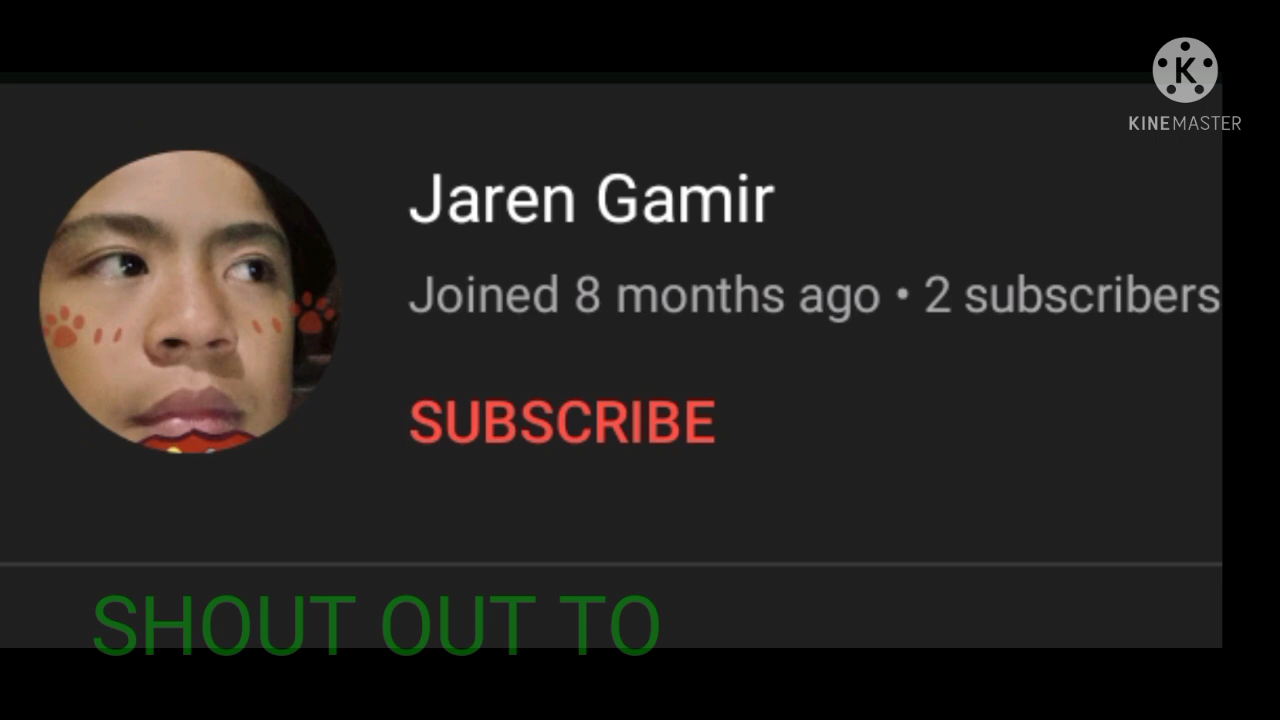 K
KINEMASTER
Jaren Gamir
Joined 8 months ago • 2 subscribers
SUBSCRIBE
SHOUT OUT TO